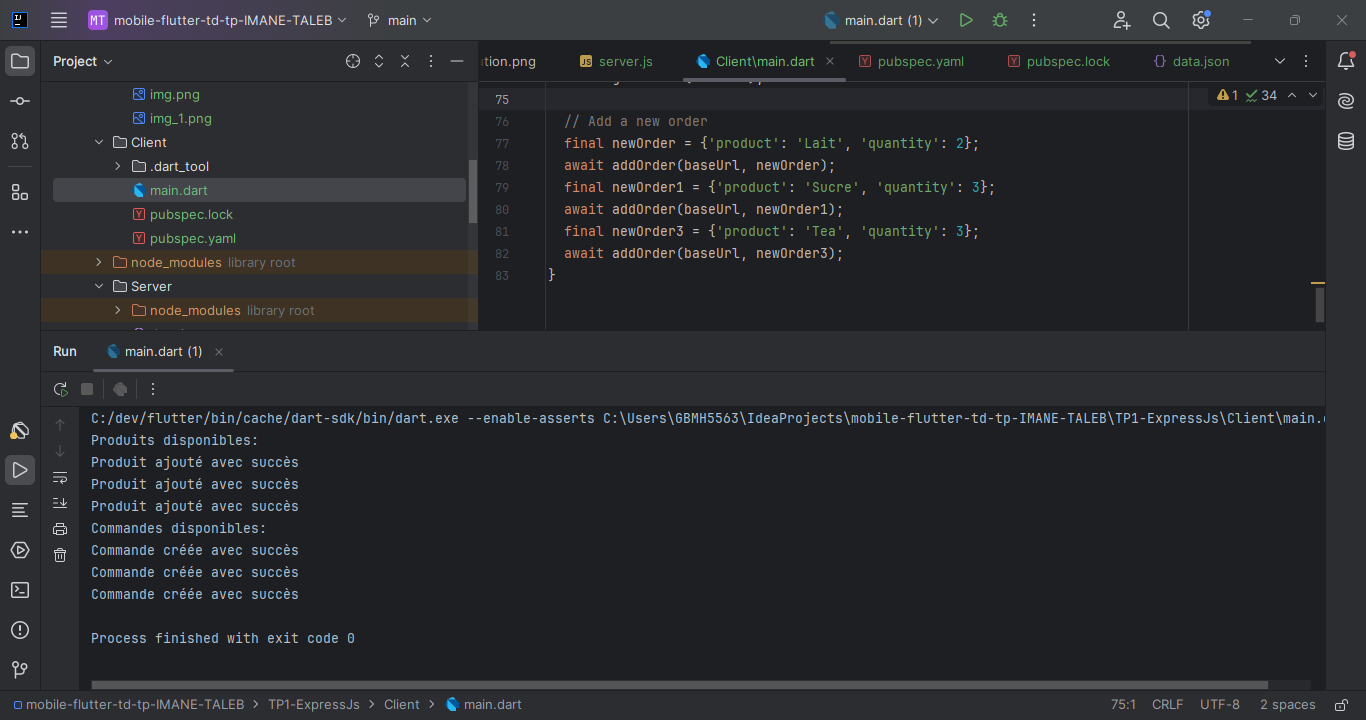 MT mobile-flutter-td-tp-IMANE-TALEB main main.dart (1)
Project
img.png
img_1.png
Client
.dart_tool
main.dart
pubspec.lock
pubspec.yaml
node_modules library root
Server
node_modules library root
tion.png server.js Client\main.dart pubspec.yaml pubspec.lock data.json
1 34
75
76 // Add a new order
77 final newOrder = {'product': 'Lait', 'quantity': 2};
78 await addOrder(baseUrl, newOrder);
79 final newOrder1 = {'product': 'Sucre', 'quantity': 3};
80 await addOrder(baseUrl, newOrder1);
81 final newOrder3 = {'product': 'Tea', 'quantity': 3};
82 await addOrder(baseUrl, newOrder3);
83 }
Run main.dart (1)
C:/dev/flutter/bin/cache/dart-sdk/bin/dart.exe --enable-asserts C:\Users\GBMH5563\IdeaProjects\mobile-flutter-td-tp-IMANE-TALEB\TP1-ExpressJs\Client\main.
Produits disponibles:
Produit ajouté avec succès
Produit ajouté avec succès
Produit ajouté avec succès
Commandes disponibles:
Commande créée avec succès
Commande créée avec succès
Commande créée avec succès
Process finished with exit code 0
mobile-flutter-td-tp-IMANE-TALEB > TP1-ExpressJs > Client > main.dart 75:1 CRLF UTF-8 2 spaces